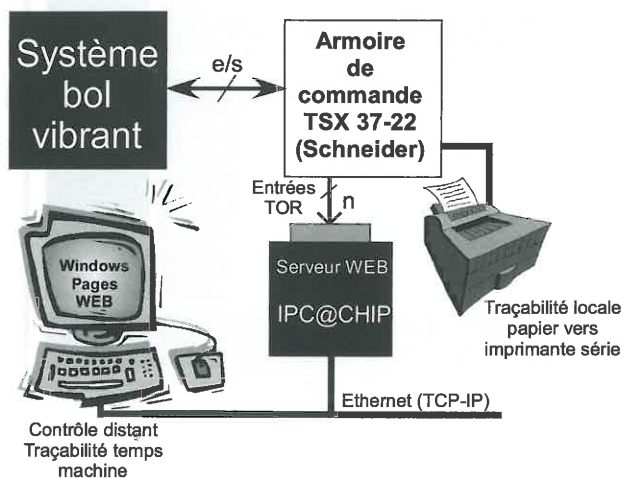 Système
bol
vibrant
e/s
Armoire
de
commande
TSX 37-22
(Schneider)
Entrées
TOR
n
Windows
Pages
WEB
Serveur WEB
IPC@CHIP
Traçabilité locale
papier vers
imprimante série
Ethernet (TCP-IP)
Contrôle distant
Traçabilité temps
machine